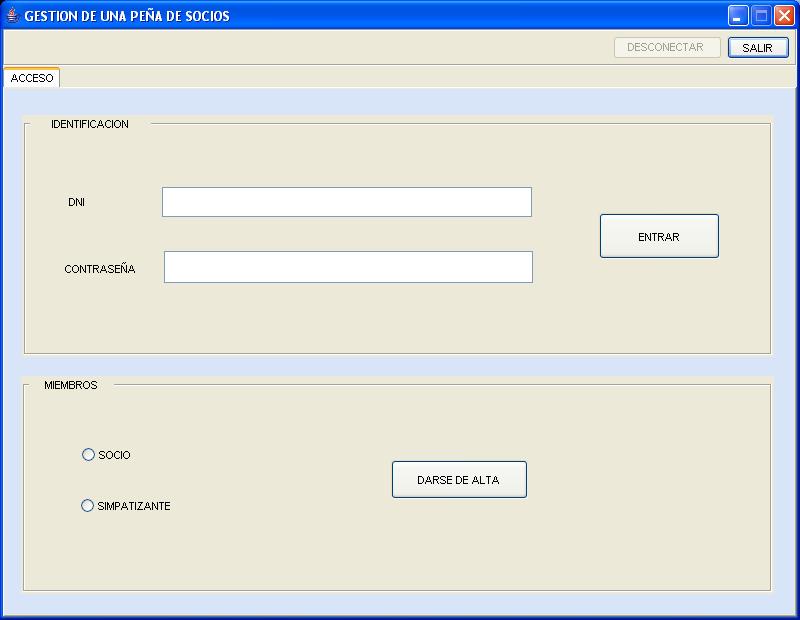 GESTION DE UNA PEÑA DE SOCIOS
DESCONECTAR SALIR
ACCESO
IDENTIFICACION
DNI
ENTRAR
CONTRASEÑA
MIEMBROS
SOCIO
DARSE DE ALTA
SIMPATIZANTE